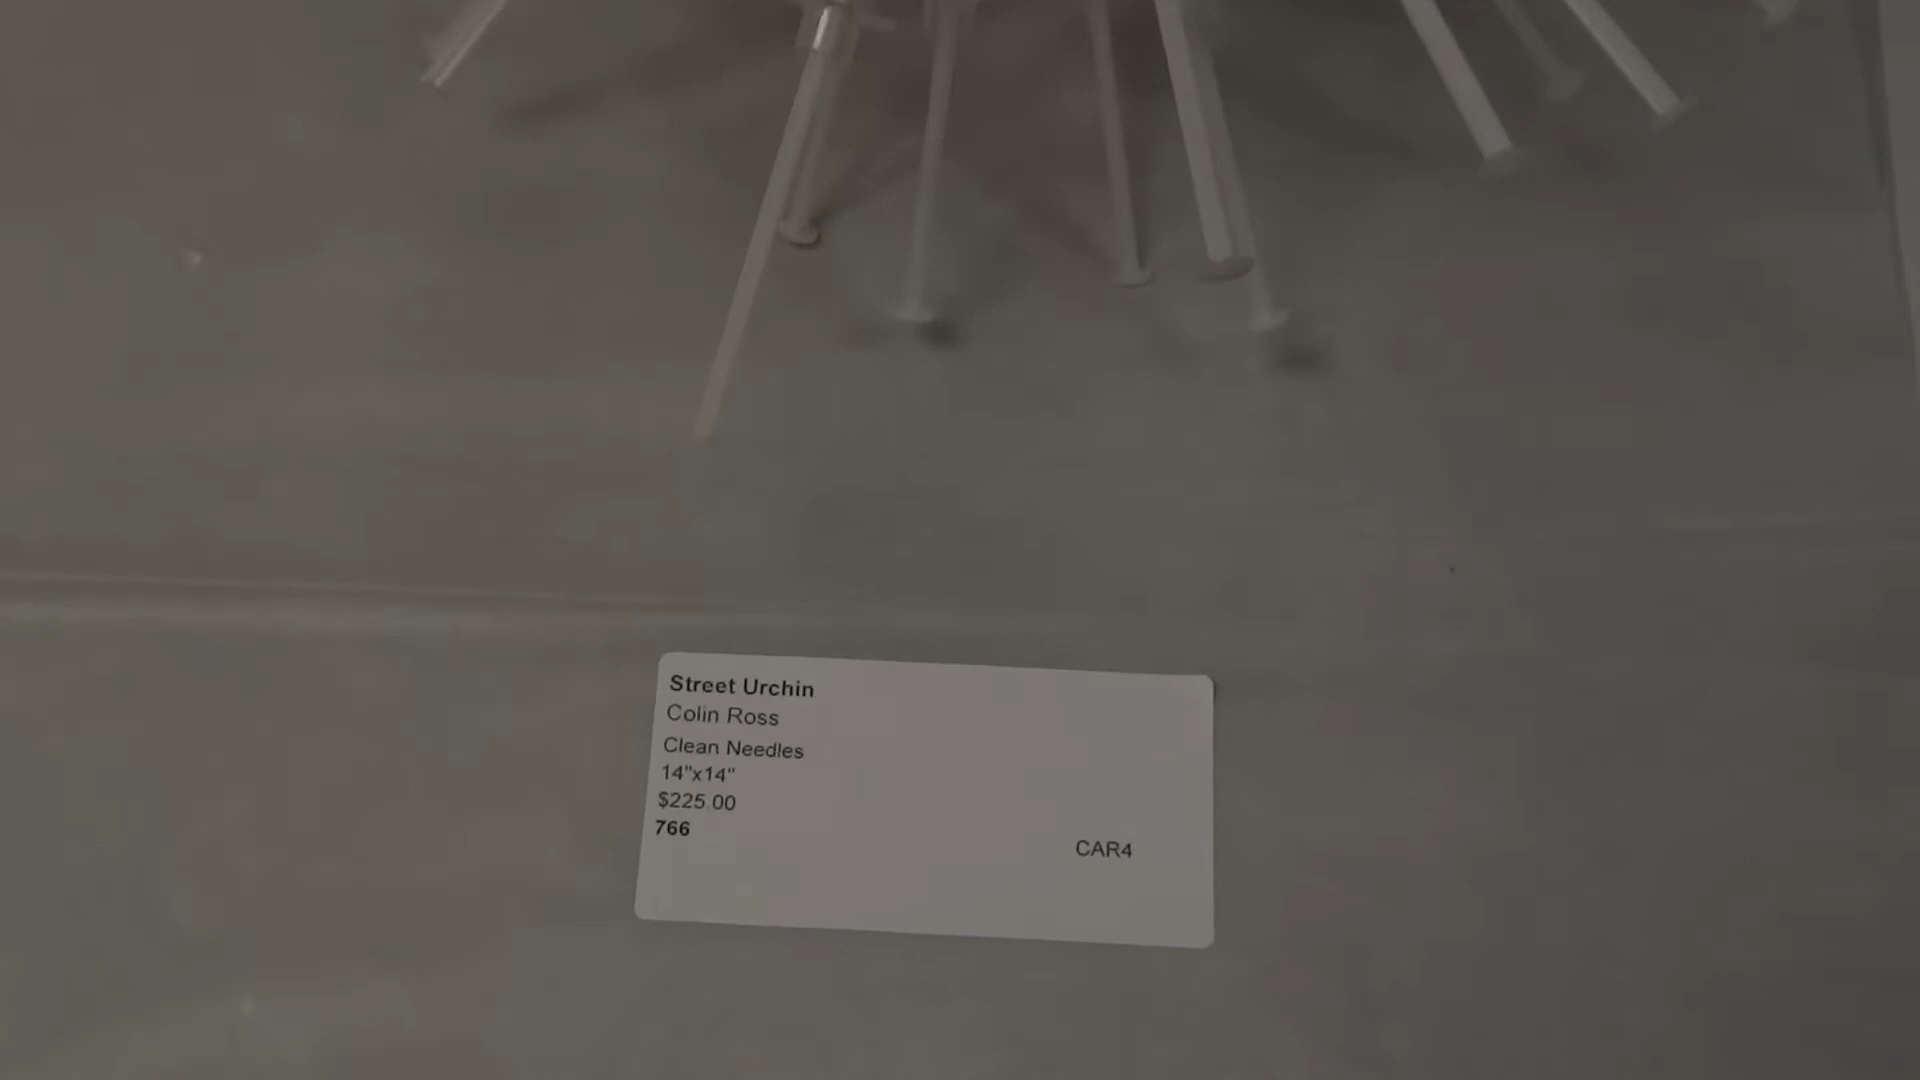 Street Urchin
Colin Ross
Clean Needles
14"x14"
$225.00
766
CAR4